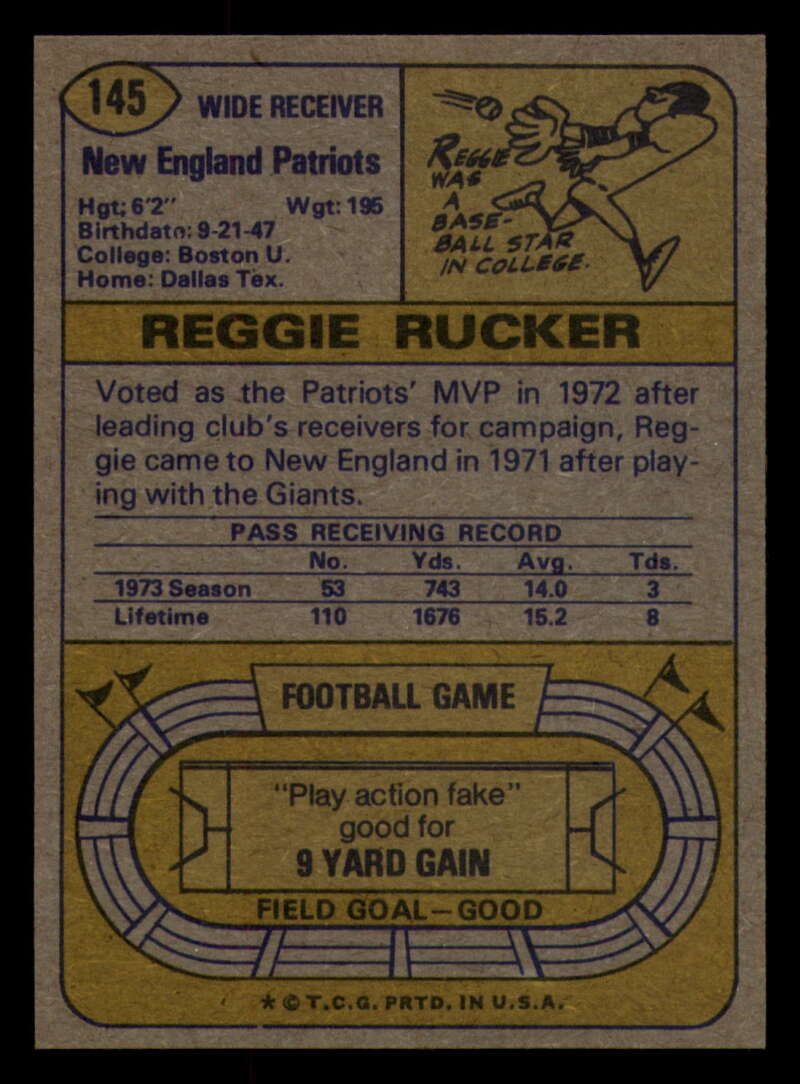 145
WIDE RECEIVER
New England Patriots
Hgt: 6'2" Wgt: 195
Birthdate: 9-21-47
College: Boston U.
Home: Dallas Tex.
REGGIE
WAS
A
BASE-
BALL STAR
IN COLLEGE.
REGGIE RUCKER
Voted as the Patriots' MVP in 1972 after
leading club's receivers for campaign, Reg-
gie came to New England in 1971 after play-
ing with the Giants.
PASS RECEIVING RECORD
No. Yds. Avg. Tds.
1973 Season 53 743 14.0 3
Lifetime 110 1676 15.2 8
FOOTBALL GAME
"Play action fake"
good for
9 YARD GAIN
FIELD GOAL—GOOD
* © T.C.G. PRTD. IN U.S.A.